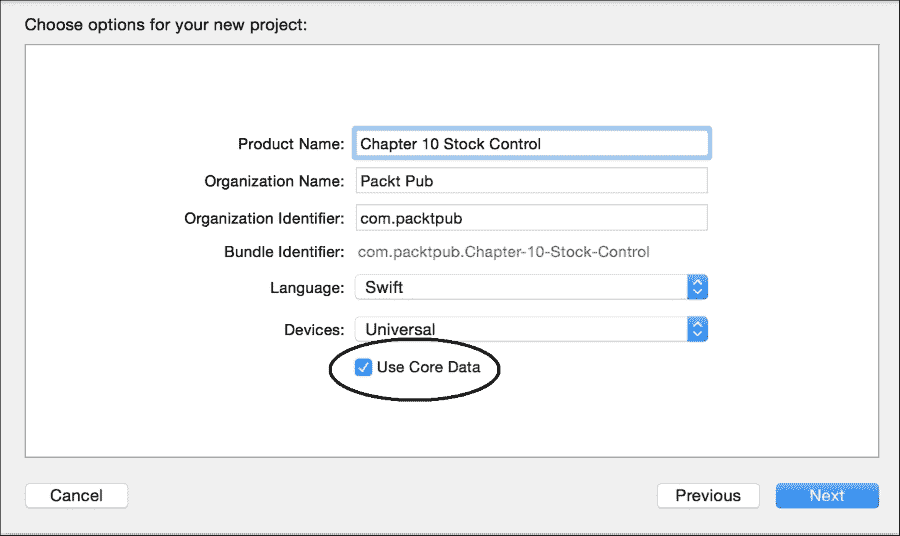 Choose options for your new project:
Product Name: Chapter 10 Stock Control
Organization Name: Packt Pub
Organization Identifier: com.packtpub
Bundle Identifier: com.packtpub.Chapter-10-Stock-Control
Language: Swift
Devices: Universal
Use Core Data
Cancel Previous Next